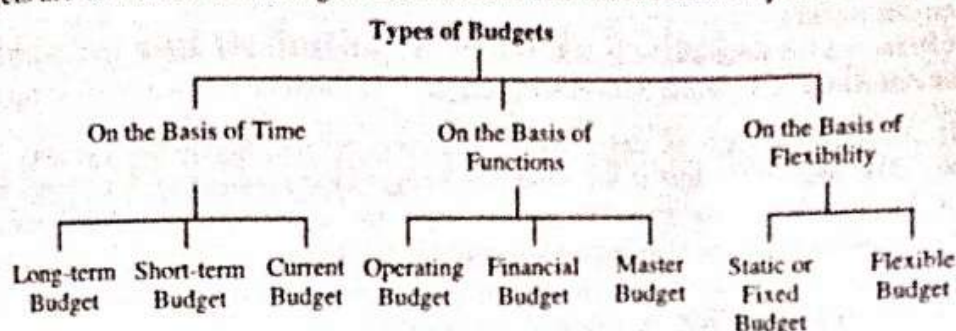 Types of Budgets
On the Basis of Time
On the Basis of
Functions
On the Basis of
Flexibility
Long-term
Budget
Short-term
Budget
Current
Budget
Operating
Budget
Financial
Budget
Master
Budget
Static or
Fixed
Budget
Flexible
Budget